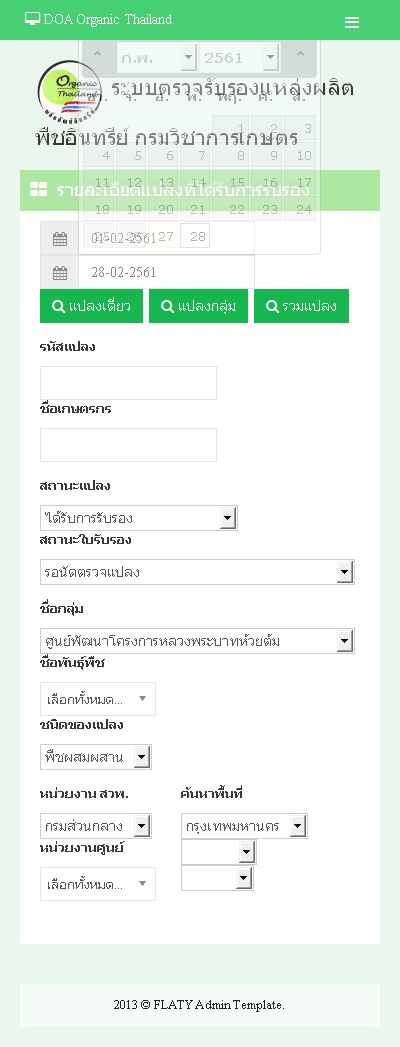 DOA Organic Thailand
ก.พ. 2561
Organic
Thailand
ระบบตรวจรับรองแหล่งผลิต
จ. อ. พ. พฤ. ศ. ส.
1 2 3
พืชอินทรีย์ กรมวิชาการเกษตร
4 5 6 7 8 9 10
รายละเอียดแปลงที่ได้รับการรับรอง
11 12 13 14 15 16 17
18 19 20 21 22 23 24
25 26 27 28
01-02-2561
28-02-2561
แปลงเดี่ยว แปลงกลุ่ม รวมแปลง
รหัสแปลง
ชื่อเกษตรกร
สถานะแปลง
ได้รับการรับรอง
สถานะใบรับรอง
รอนัดตรวจแปลง
ชื่อกลุ่ม
ศูนย์พัฒนาโครงการหลวงพระบาทห้วยต้ม
ชื่อพันธุ์พืช
เลือกทั้งหมด...
ชนิดของแปลง
พืชผสมผสาน
หน่วยงาน สวพ. ค้นหาพื้นที่
กรมส่วนกลาง กรุงเทพมหานคร
หน่วยงานศูนย์
เลือกทั้งหมด...
2013 © FLATY Admin Template.